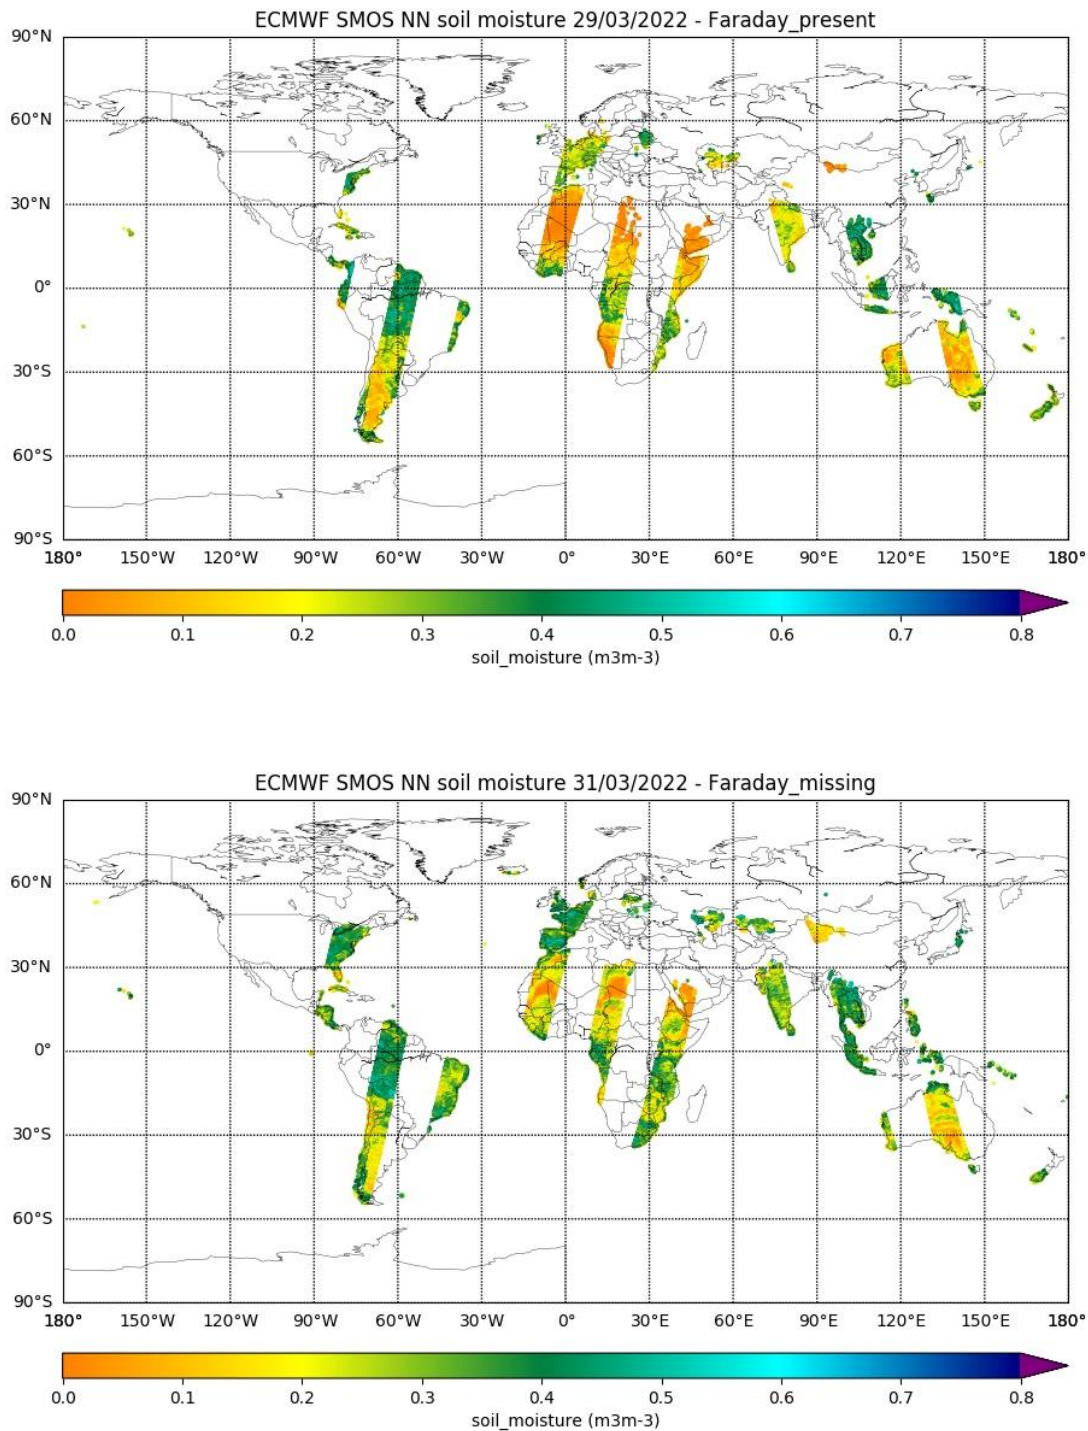 ECMWF SMOS NN soil moisture 29/03/2022 - Faraday_present
90°N
60°N
30°N
0°
30°S
60°S
90°S
180° 150°W 120°W 90°W 60°W 30°W 0° 30°E 60°E 90°E 120°E 150°E 180°
0.0 0.1 0.2 0.3 0.4 0.5 0.6 0.7 0.8
soil_moisture (m3m-3)
ECMWF SMOS NN soil moisture 31/03/2022 - Faraday_missing
90°N
60°N
30°N
0°
30°S
60°S
90°S
180° 150°W 120°W 90°W 60°W 30°W 0° 30°E 60°E 90°E 120°E 150°E 180°
0.0 0.1 0.2 0.3 0.4 0.5 0.6 0.7 0.8
soil_moisture (m3m-3)